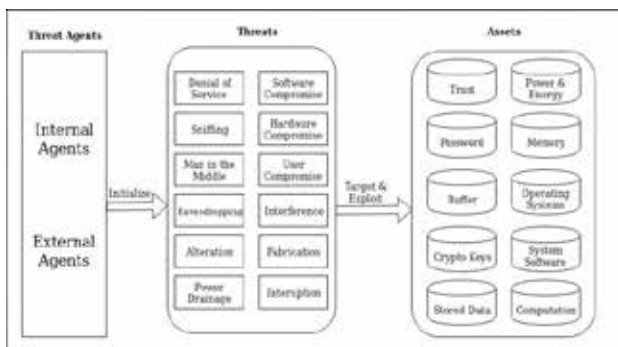 Threat Agents
Threats
Assets
Internal
Agents
External
Agents
Initialize
Denial of
Service
Software
Compromise
Sniffing
Hardware
Compromise
Man in the
Middle
User
Compromise
Interference
Alteration
Fabrication
Power
Drainage
Target &
Exploit
Trust
Power &
Energy
Password
Memory
Buffer
Operating
Systems
Crypto Keys
System
Software
Stored Data
Computation